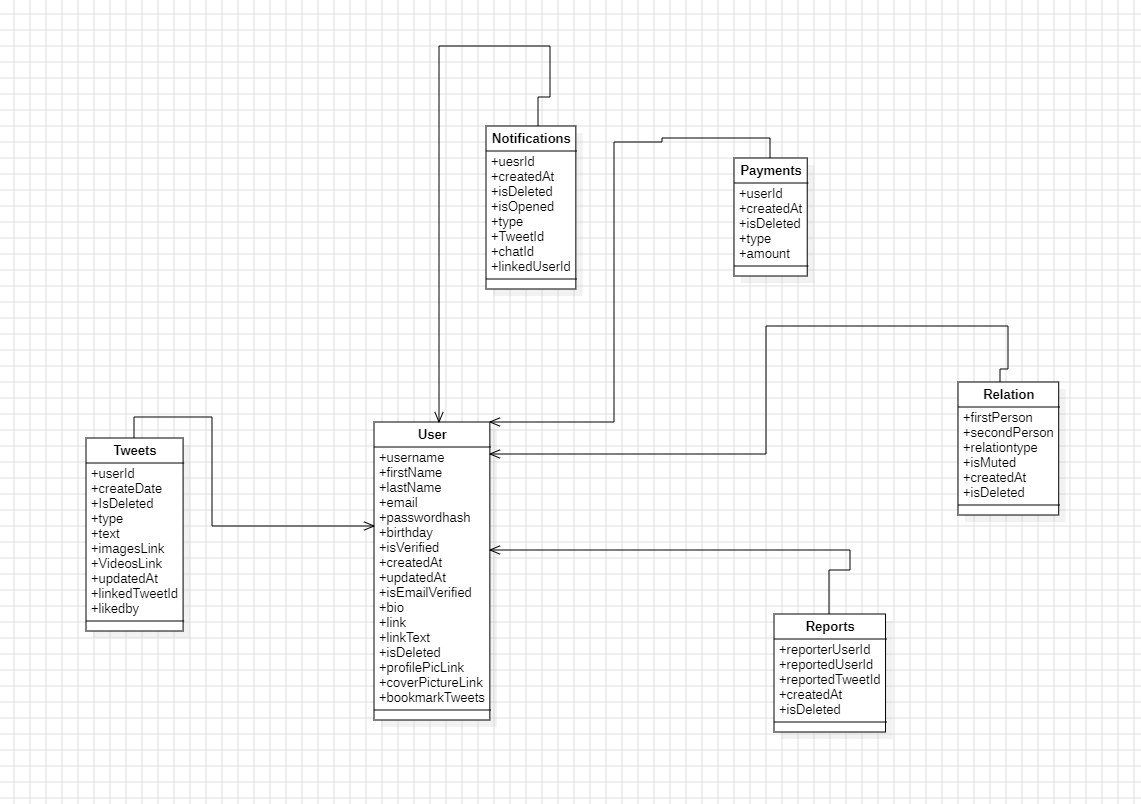 Notifications
+uesrId
+createdAt
+isDeleted
+isOpened
+type
+TweetId
+chatId
+linkedUserId
Payments
+userId
+createdAt
+isDeleted
+type
+amount
Relation
+firstPerson
+secondPerson
+relationtype
+isMuted
+createdAt
+isDeleted
Tweets
+userId
+createDate
+IsDeleted
+type
+text
+imagesLink
+VideosLink
+updatedAt
+linkedTweetId
+likedby
User
+username
+firstName
+lastName
+email
+passwordhash
+birthday
+isVerified
+createdAt
+updatedAt
+isEmailVerified
+bio
+link
+linkText
+isDeleted
+profilePicLink
+coverPictureLink
+bookmarkTweets
Reports
+reporterUserId
+reportedUserId
+reportedTweetId
+createdAt
+isDeleted